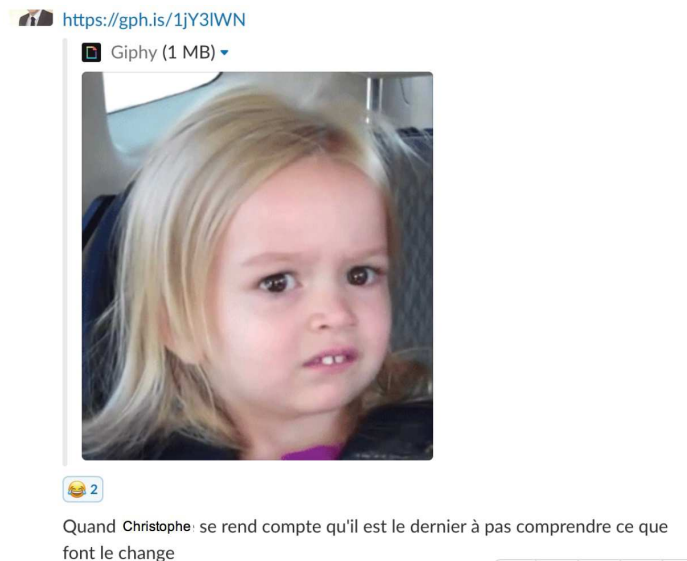 https://gph.is/1jY3lWN
Giphy (1 MB)
2
Quand Christophe se rend compte qu'il est le dernier à pas comprendre ce que
font le change